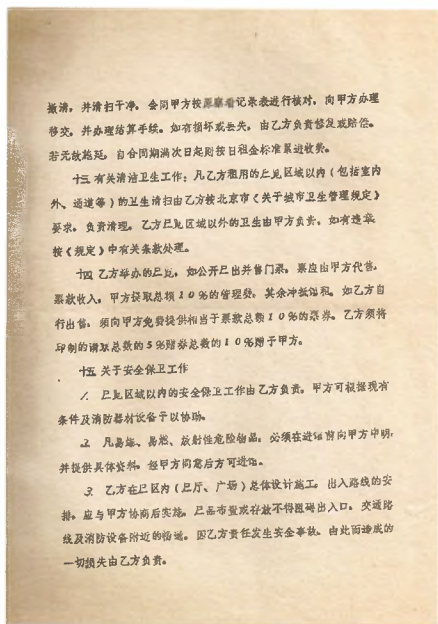 搬清，并清扫干净。会同甲方按原察看记录表进行核对，向甲方办理
移交，并办理结算手续。如有损坏或丢失，由乙方负责修复或赔偿。
若无故拖延，自合同期满次日起则按日租金标准累进收费。
十三 有关清洁卫生工作：凡乙方租用的尸览区域以内（包括室内
外、通道等）的卫生清扫由乙方按北京市《关于城市卫生管理规定》
要求，负责清理。乙方尸览区域以外的卫生由甲方负责。如有违章，
按《规定》中有关条款处理。
十四 乙方举办的尸览，如公开尸出并售门票，票应由甲方代售，
票款收入，甲方提取总额10%的管理费，其余冲抵馆租。如乙方自
行出售，须向甲方免费提供相当于票款总额10%的票券。乙方须将
印制的请柬总数的5%赠券总数的10%赠于甲方。
十五 关于安全保卫工作
1. 尸览区域以内的安全保卫工作由乙方负责，甲方可根据现有
条件及消防器材设备予以协助。
2. 凡易爆、易燃、放射性危险物品，必须在进馆前向甲方申明，
并提供具体资料，经甲方同意后方可进馆。
3. 乙方在尸区内（尸厅、广场）总体设计施工，出入路线的安
排，应与甲方协商后实施。尸品布置或存放不得阻碍出入口、交通路
线及消防设备附近的畅通。因乙方责任发生安全事故，由此而造成的
一切损失由乙方负责。